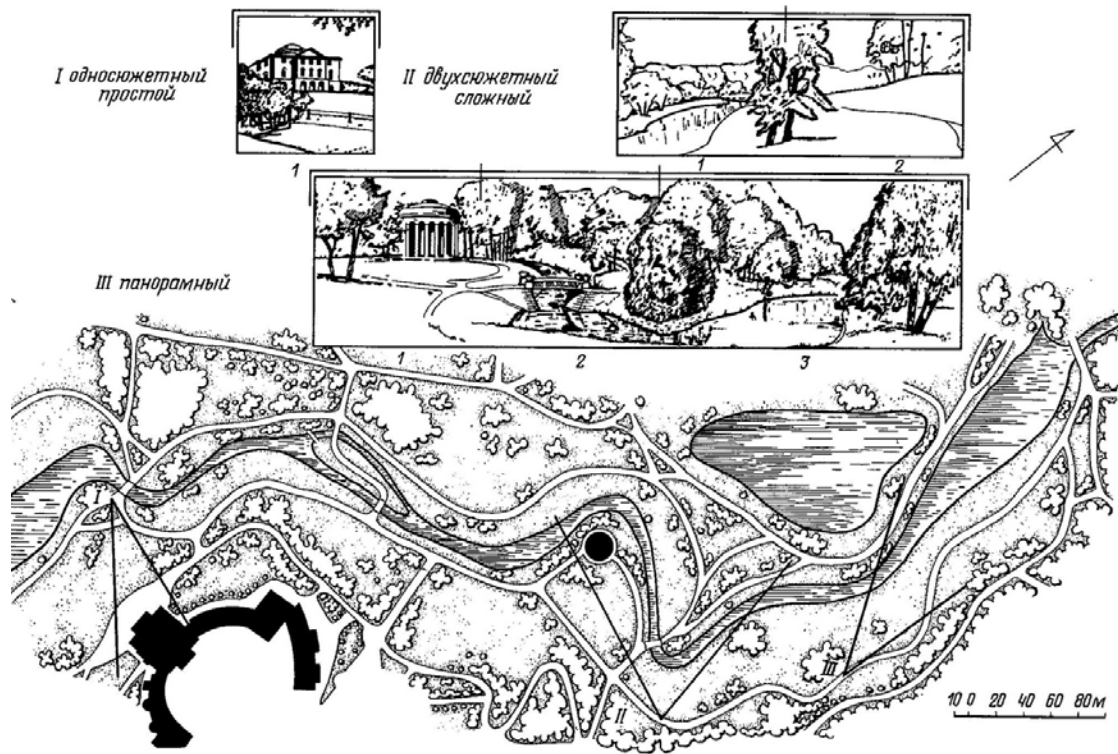 I односюжетный
простой
II двухсюжетный
сложный
1
1 2
III панорамный
1 2 3
I
II
III
10 0 20 40 60 80м